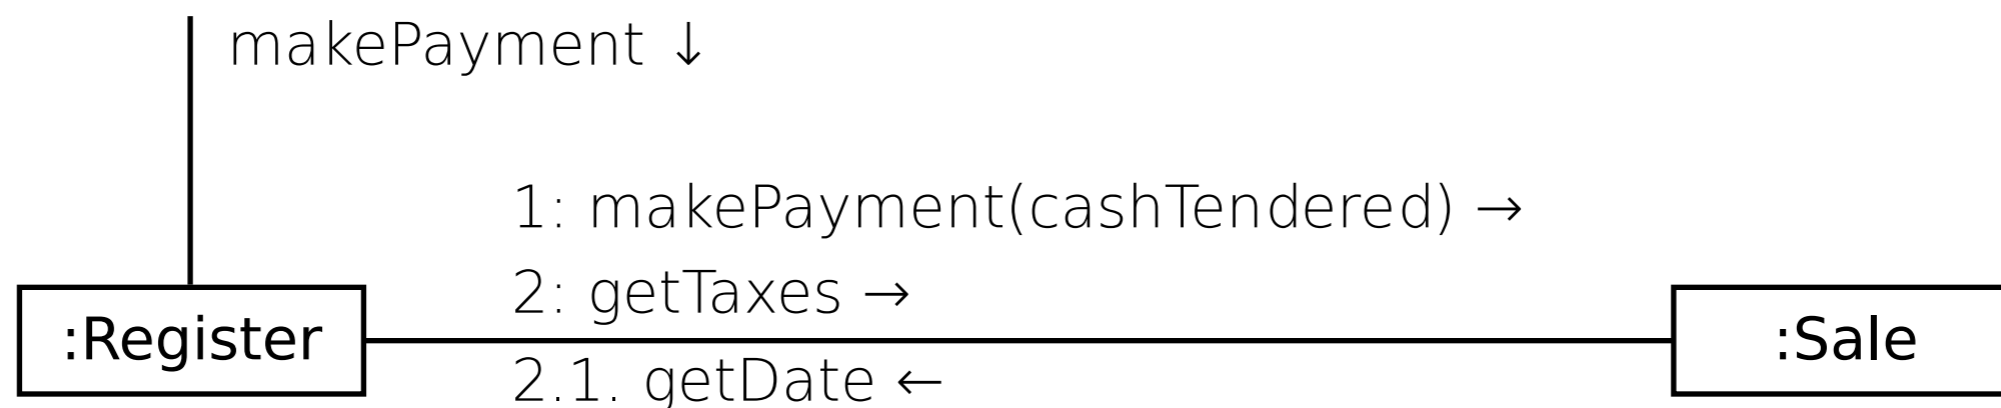 makePayment ↓
1: makePayment(cashTendered) →
2: getTaxes →
:Register
:Sale
2.1. getDate ←